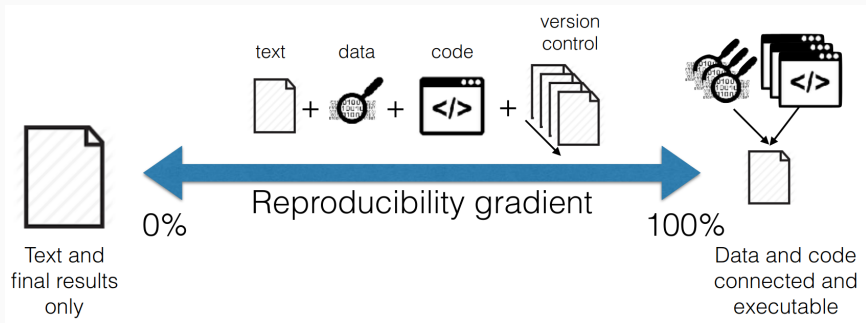 version
control
text
data
code
+
+
+
</>
</>
Reproducibility gradient
0%
100%
Text and
final results
only
Data and code
connected and
executable